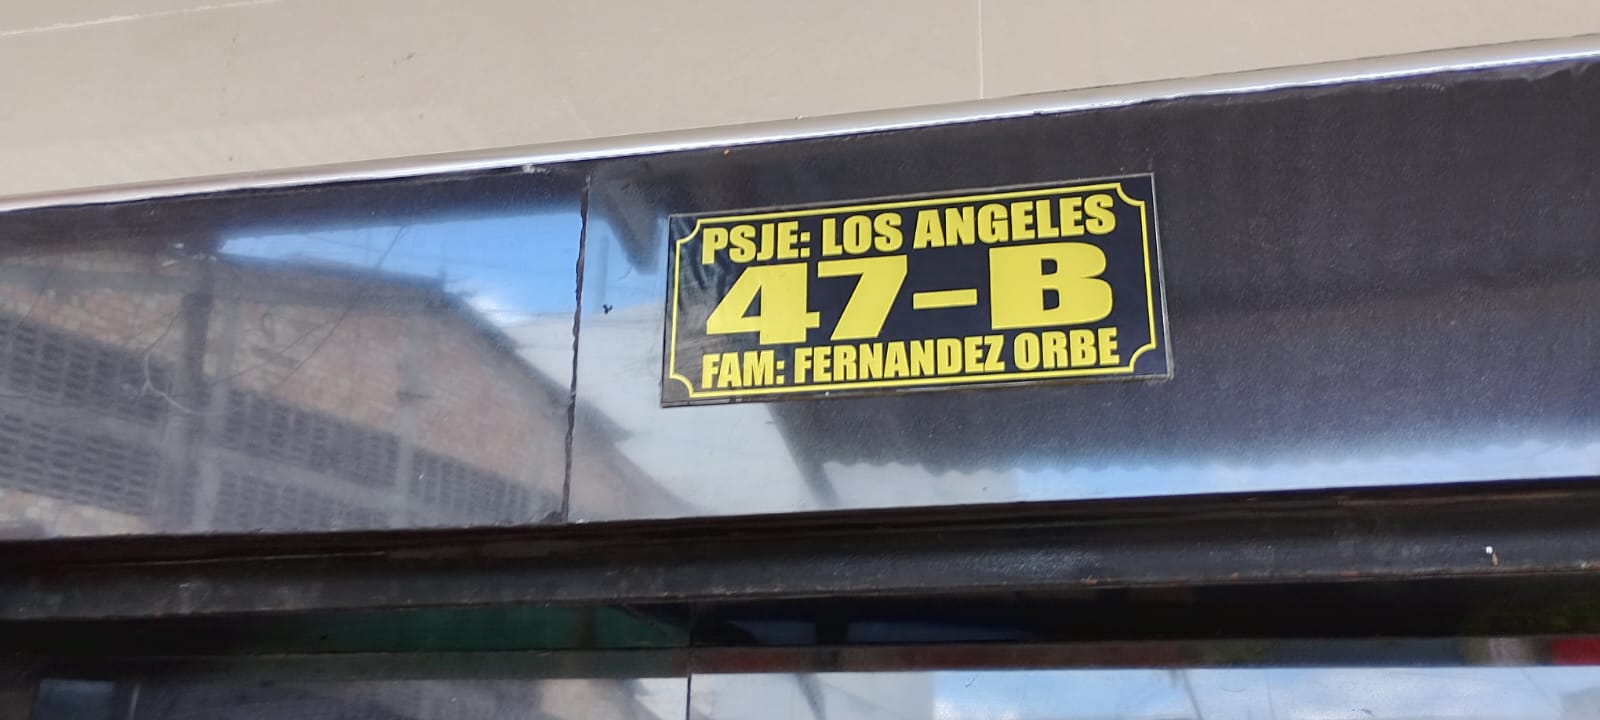 PSJE: LOS ANGELES
47-B
FAM: FERNANDEZ ORBE